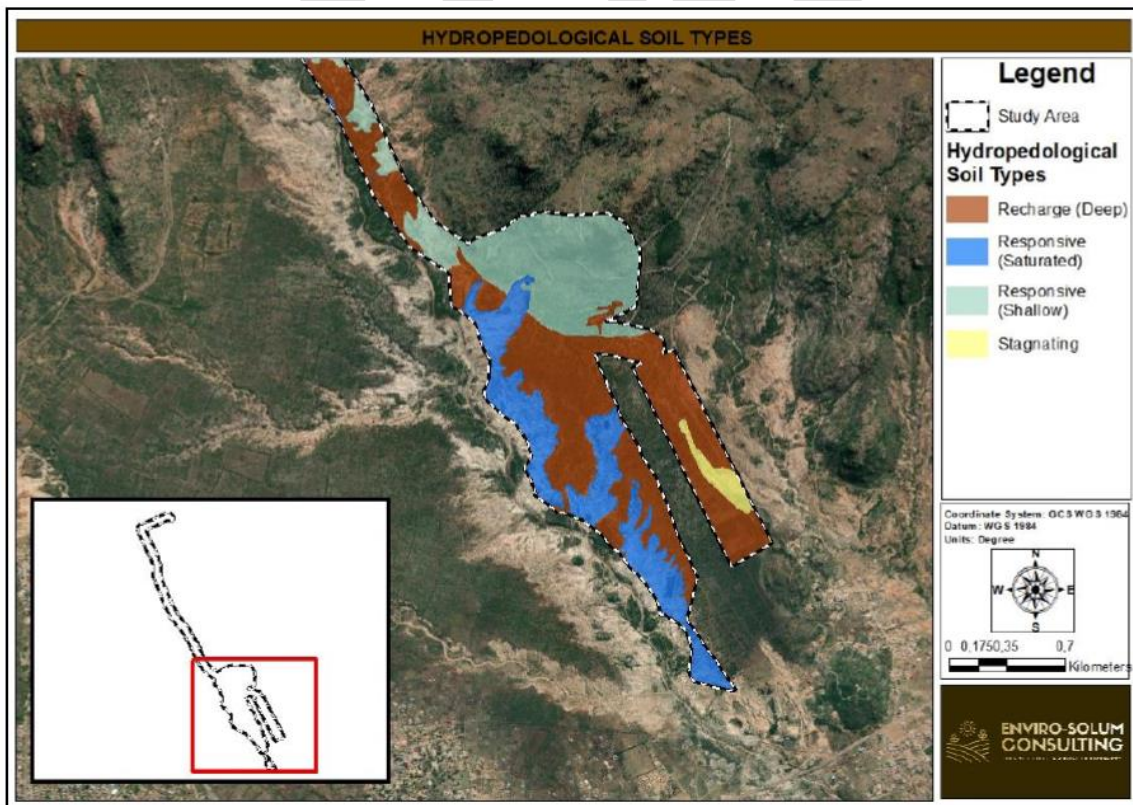 HYDROPEDOLOGICAL SOIL TYPES
Legend
Study Area
Hydropedological
Soil Types
Recharge (Deep)
Responsive
(Saturated)
Responsive
(Shallow)
Stagnating
Coordinate System: GCS WGS 1984
Datum: WGS 1984
Units: Degree
N
W
E
S
0 0,1750,35 0,7
Kilometers
ENVIRO-SOLUM
CONSULTING